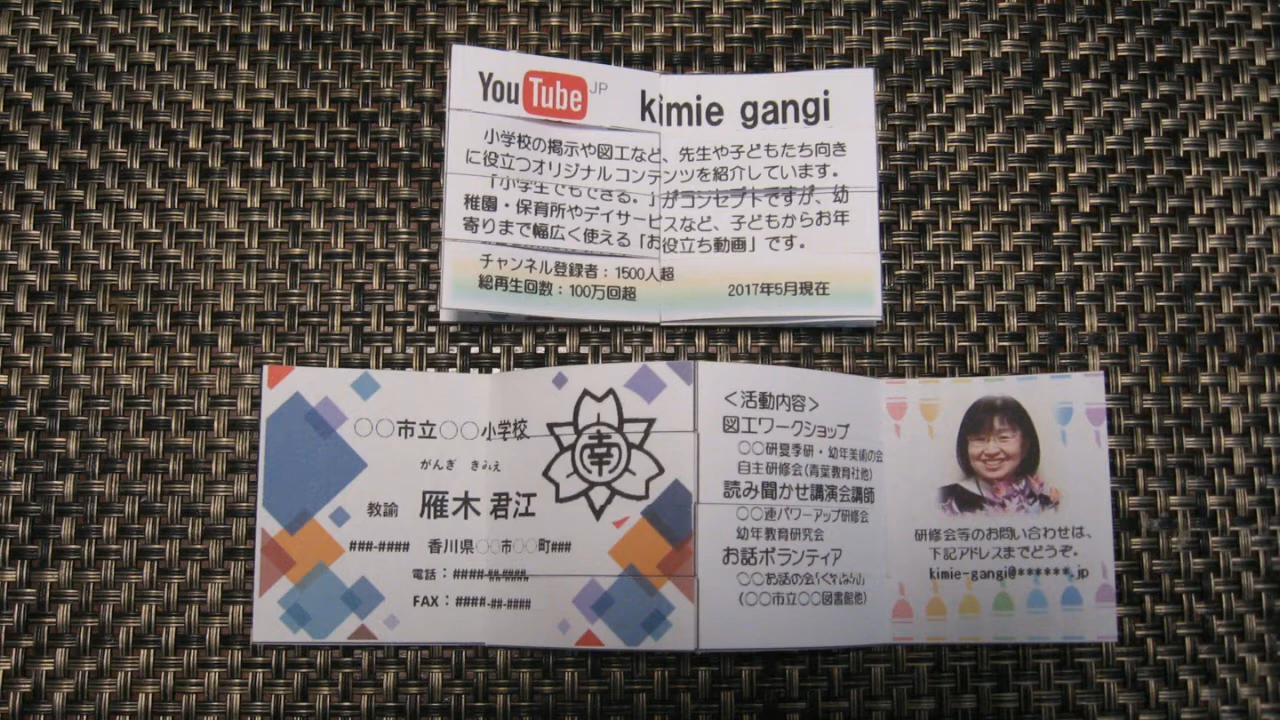 YouTube JP kimie gangi
小学校の掲示や図工など、先生や子どもたち向き
に役立つオリジナルコンテンツを紹介しています。
「小学生でもできる。」がコンセプトですが、幼
稚園・保育所やデイサービスなど、子どもからお年
寄りまで幅広く使える「お役立ち動画」です。
チャンネル登録者：1500人超
総再生回数：100万回超 2017年5月現在
○○市立○○小学校
がんぎ きみえ
教諭 雁木 君江
###-#### 香川県○○市○○町###
電話：####-##-####
FAX：####-##-####
幸
＜活動内容＞
図工ワークショップ
○○研夏季研・幼年美術の会
自主研修会(青葉教育社他)
読み聞かせ講演会講師
○○連パワーアップ研修会
幼年教育研究会
お話ボランティア
○○お話の会
(○○市立○○図書館他)
研修会等のお問い合わせは、
下記アドレスまでどうぞ。
kimie-gangi@******.jp